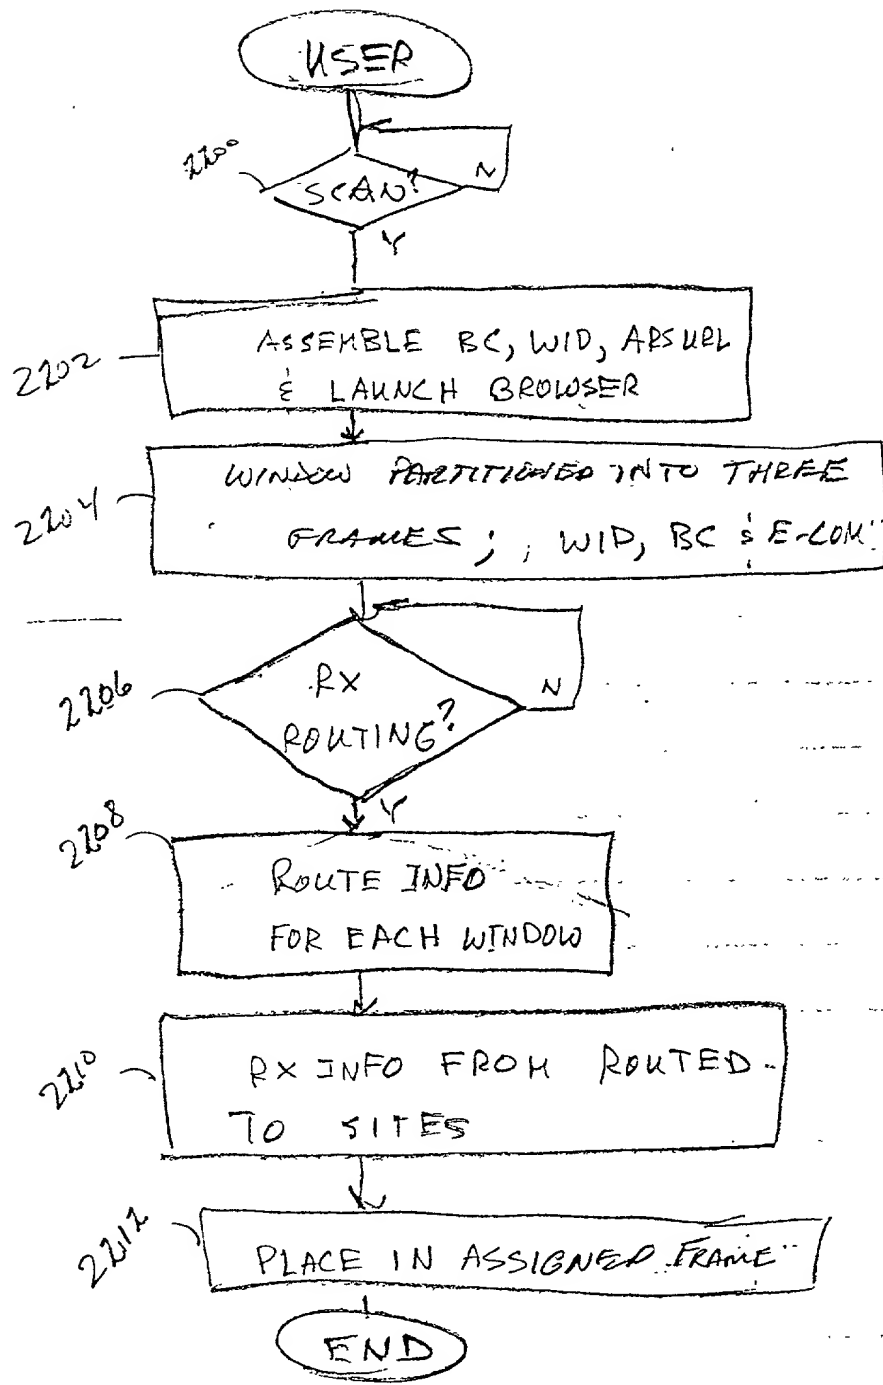 USER
2200
SCAN?
N
Y
2202
ASSEMBLE BC, WID, ARSURL
& LAUNCH BROWSER
2204
WINDOW PARTITIONED INTO THREE
FRAMES; , WID, BC & E-COM
2206
RX
ROUTING?
N
Y
2208
ROUTE INFO
FOR EACH WINDOW
2210
RX INFO FROM ROUTED
TO SITES
2212
PLACE IN ASSIGNED FRAME
END